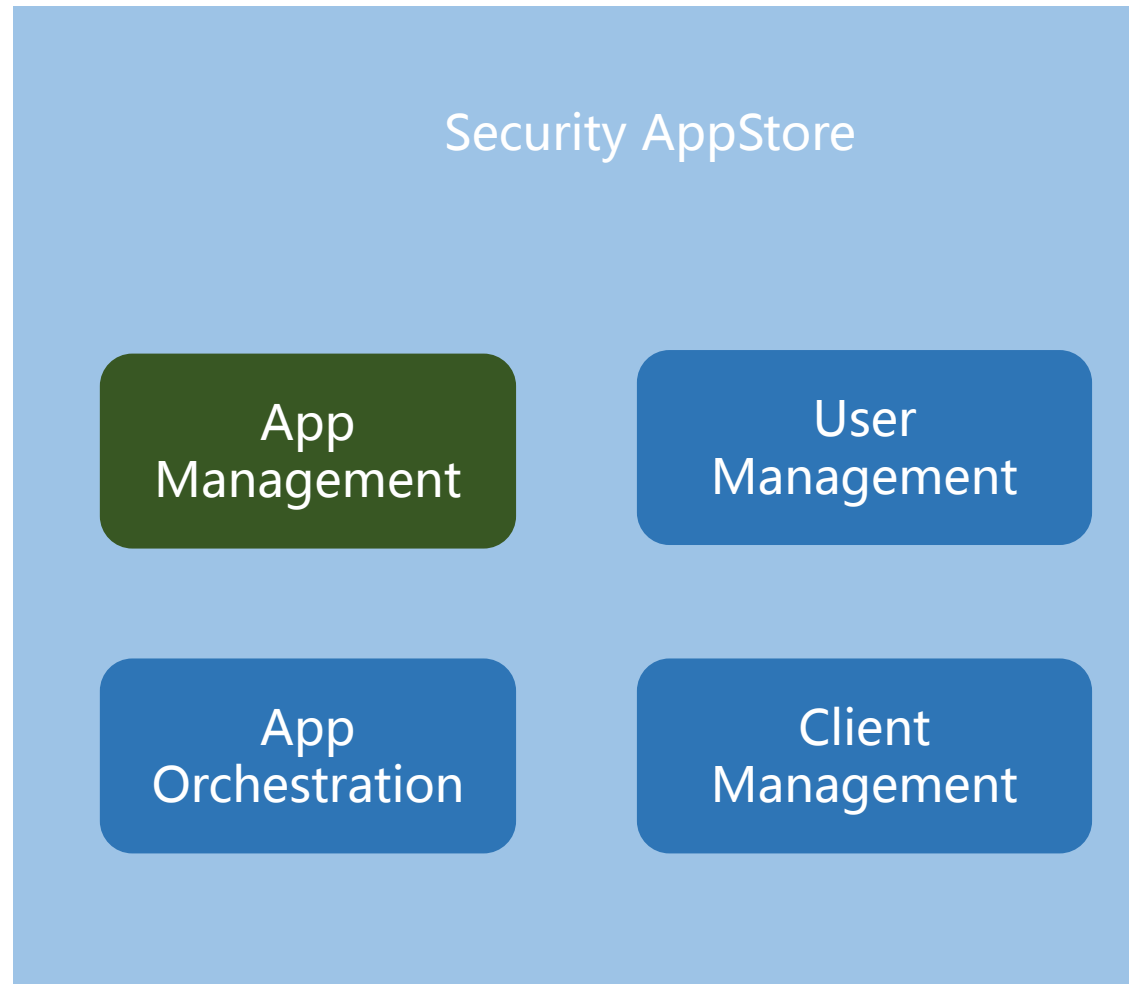 Security AppStore
App
Management
User
Management
App
Orchestration
Client
Management